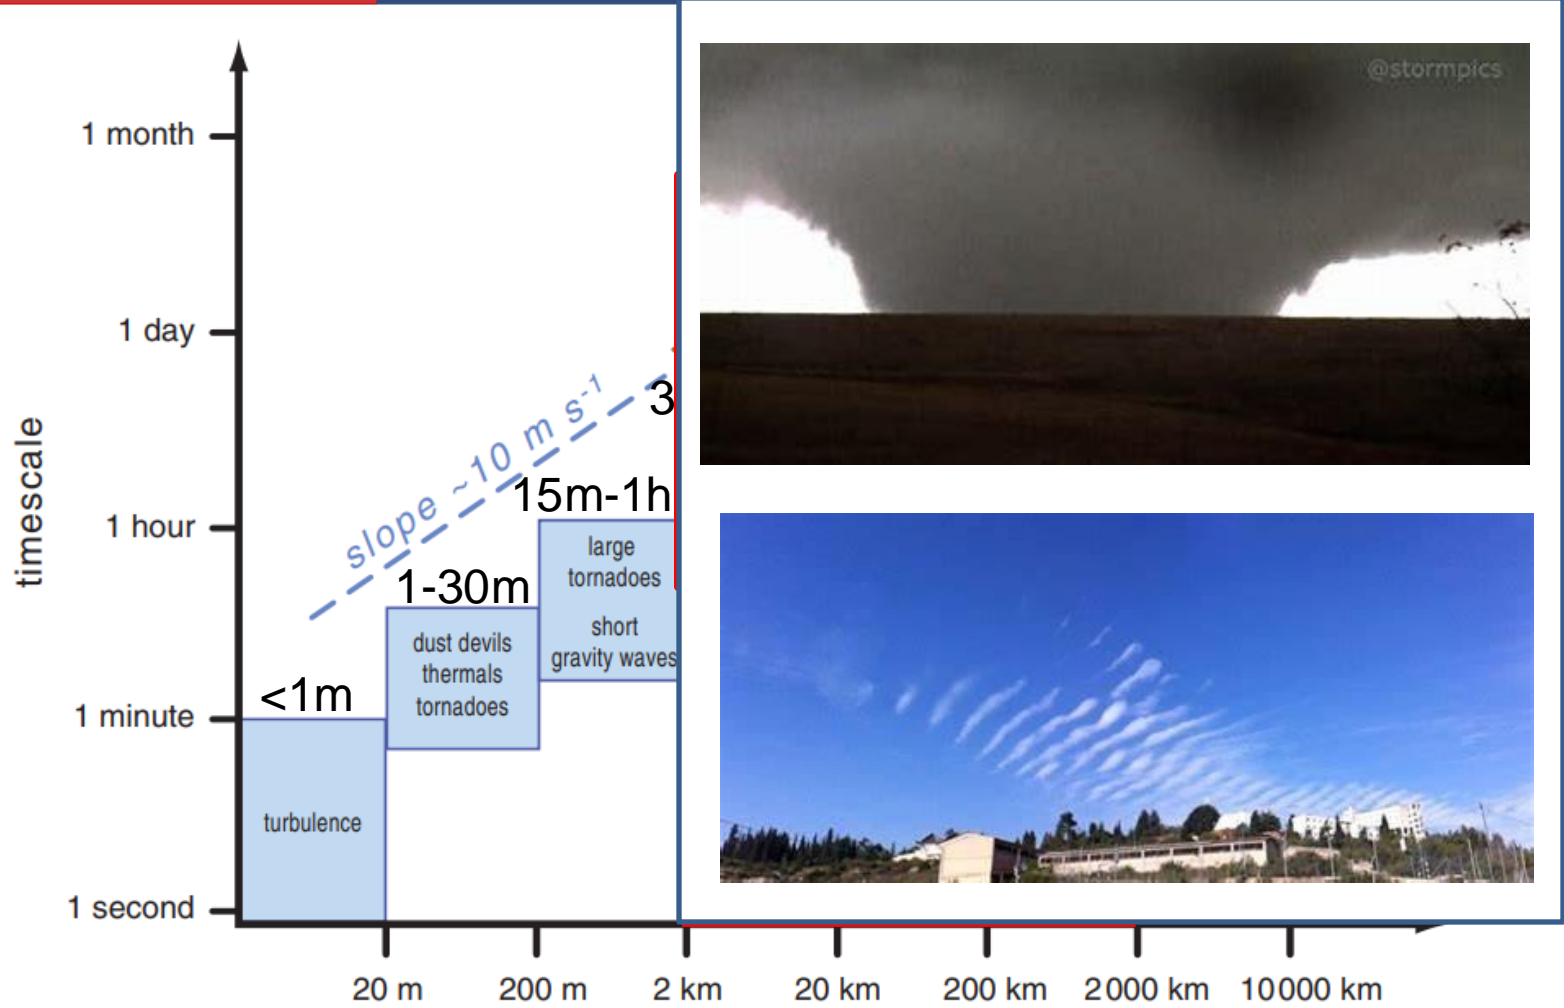 @stormpics
1 month
1 day
1 hour
1 minute
1 second
timescale
slope ~10 m s-1
3
15m-1h
large
tornadoes
short
gravity waves
1-30m
dust devils
thermals
tornadoes
<1m
turbulence
20 m
200 m
2 km
20 km
200 km
2000 km
10000 km